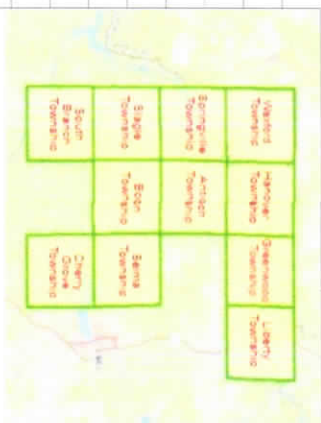 Wexford
Township
Hanover
Township
Greenwood
Township
Liberty
Township
Springville
Township
Antioch
Township
Slagle
Township
Boon
Township
Selma
Township
South
Branch
Township
Cherry
Grove
Township